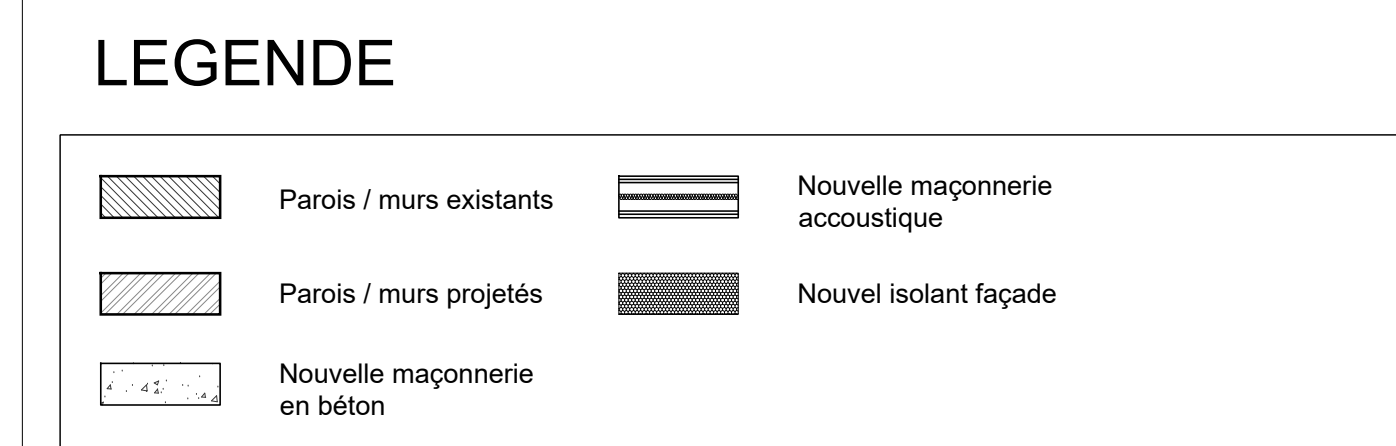 LEGENDE
Parois / murs existants
Parois / murs projetés
Nouvelle maçonnerie
en béton
Nouvelle maçonnerie
accoustique
Nouvel isolant façade